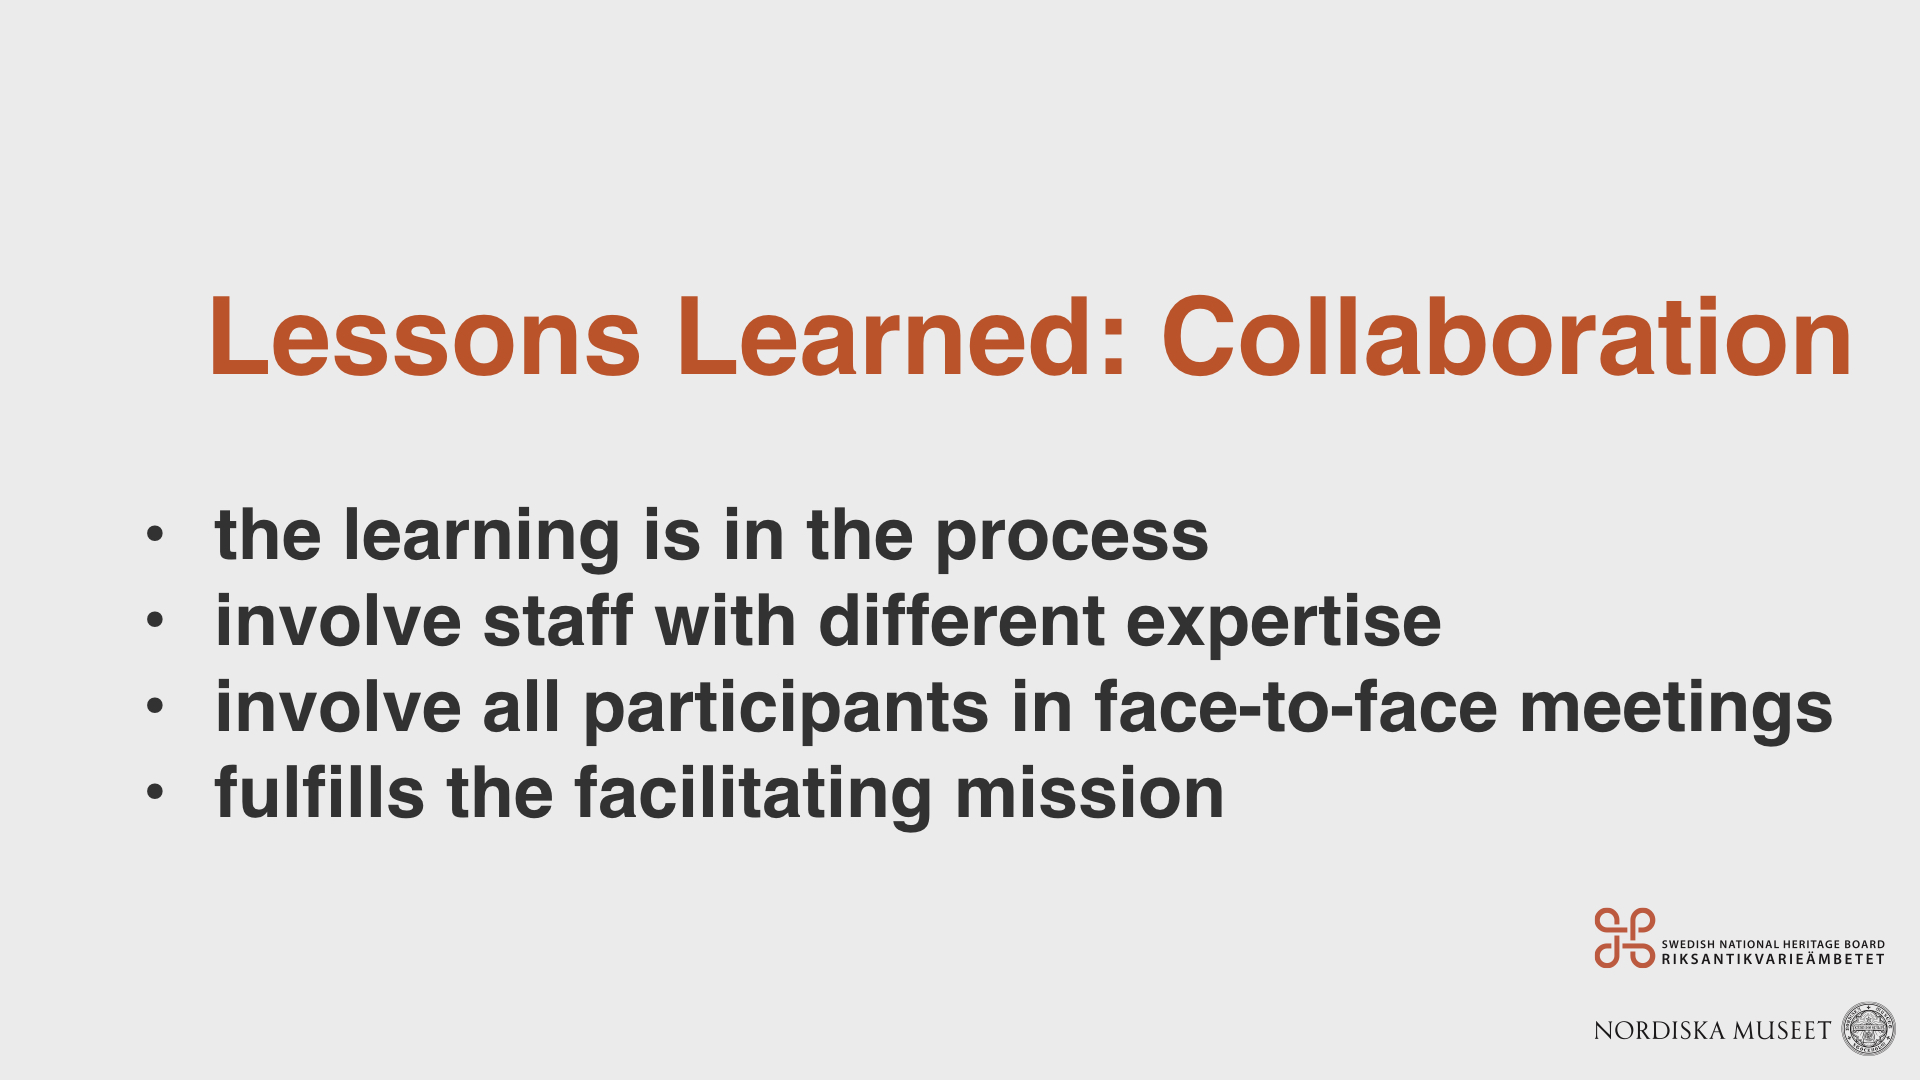 Lessons Learned: Collaboration
• the learning is in the process
• involve staff with different expertise
• involve all participants in face-to-face meetings
• fulfills the facilitating mission
SWEDISH NATIONAL HERITAGE BOARD
RIKSANTIKVARIEÄMBETET
NORDISKA MUSEET